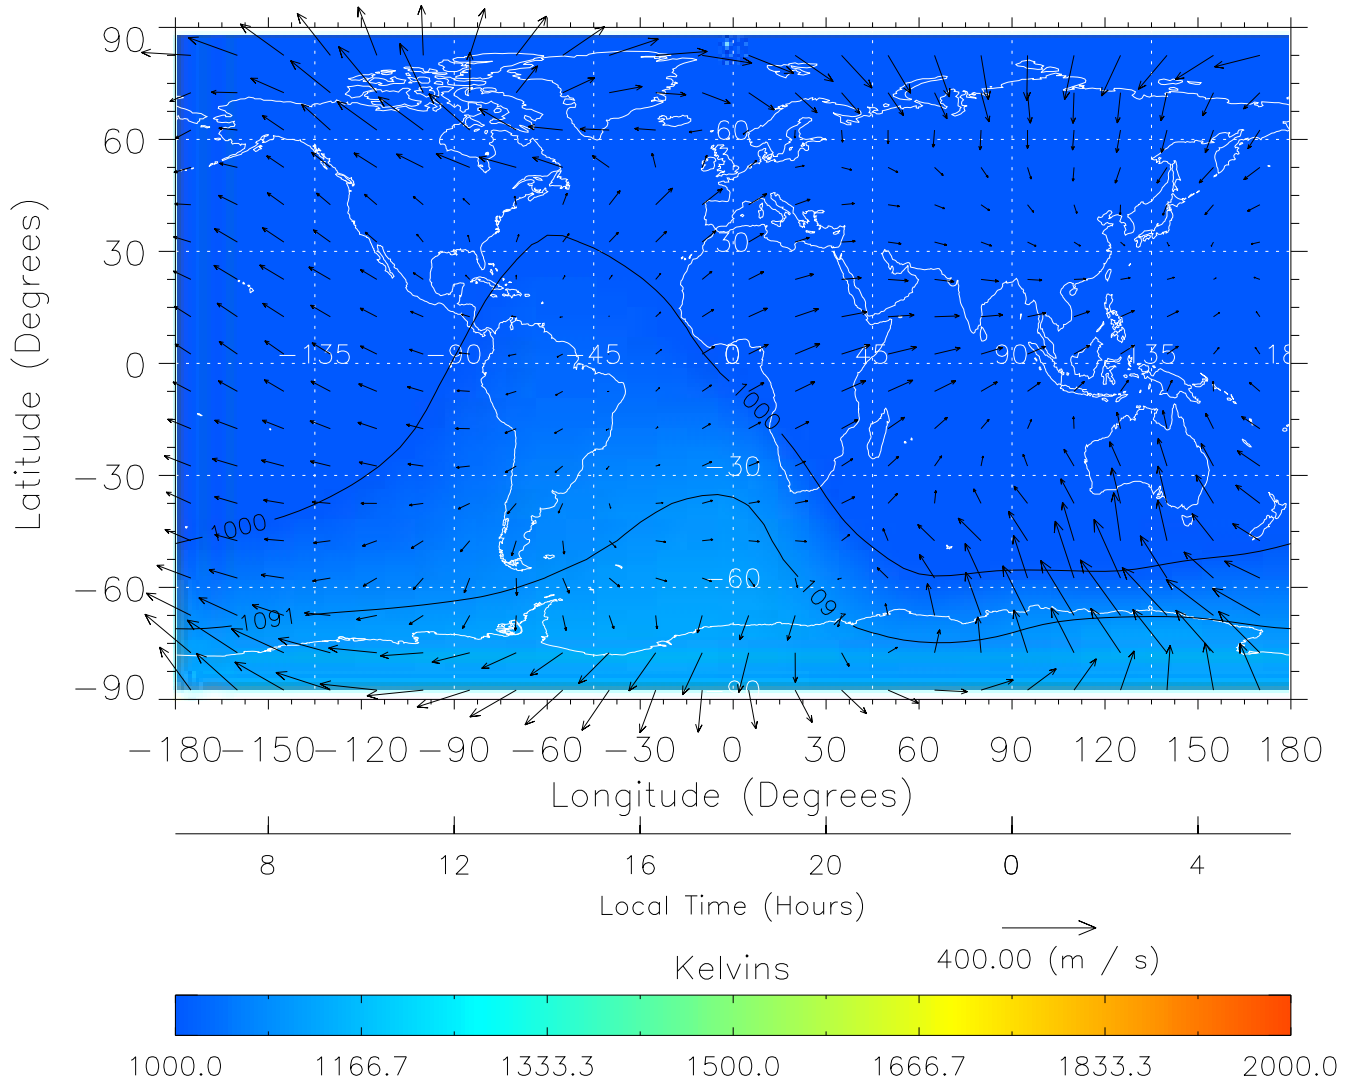 90
60
30
0
−30
−60
−90
Latitude (Degrees)
60
30
−135 −90 −45 0 45 90 135 18
−30
−60
−90
1000
1000
1091
1091
−180 −150 −120 −90 −60 −30 0 30 60 90 120 150 180
Longitude (Degrees)
8 12 16 20 0 4
Local Time (Hours)
400.00 (m / s)
Kelvins
1000.0 1166.7 1333.3 1500.0 1666.7 1833.3 2000.0